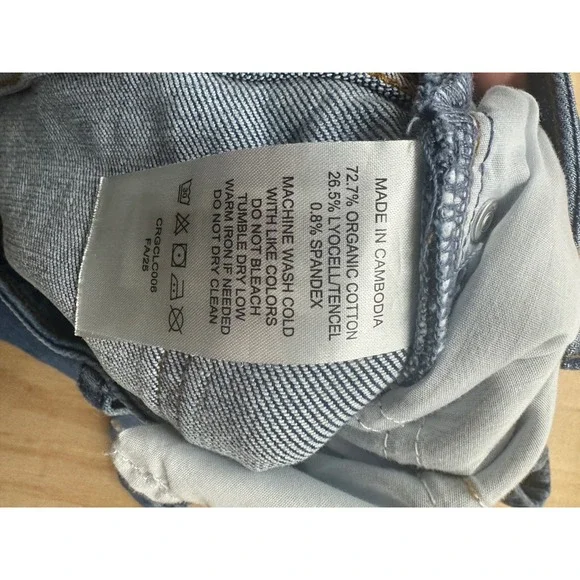 MADE IN CAMBODIA
72.7% ORGANIC COTTON
26.5% LYOCELL/TENCEL
0.8% SPANDEX
MACHINE WASH COLD
WITH LIKE COLORS
DO NOT BLEACH
TUMBLE DRY LOW
WARM IRON IF NEEDED
DO NOT DRY CLEAN
CRGCLC006
FA/25